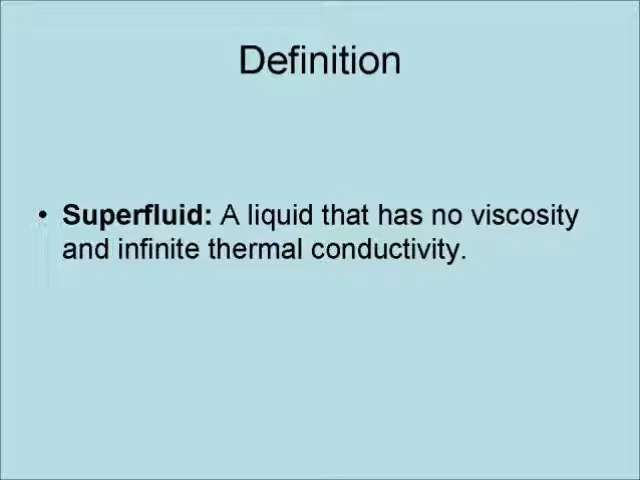 Definition
• Superfluid: A liquid that has no viscosity
and infinite thermal conductivity.